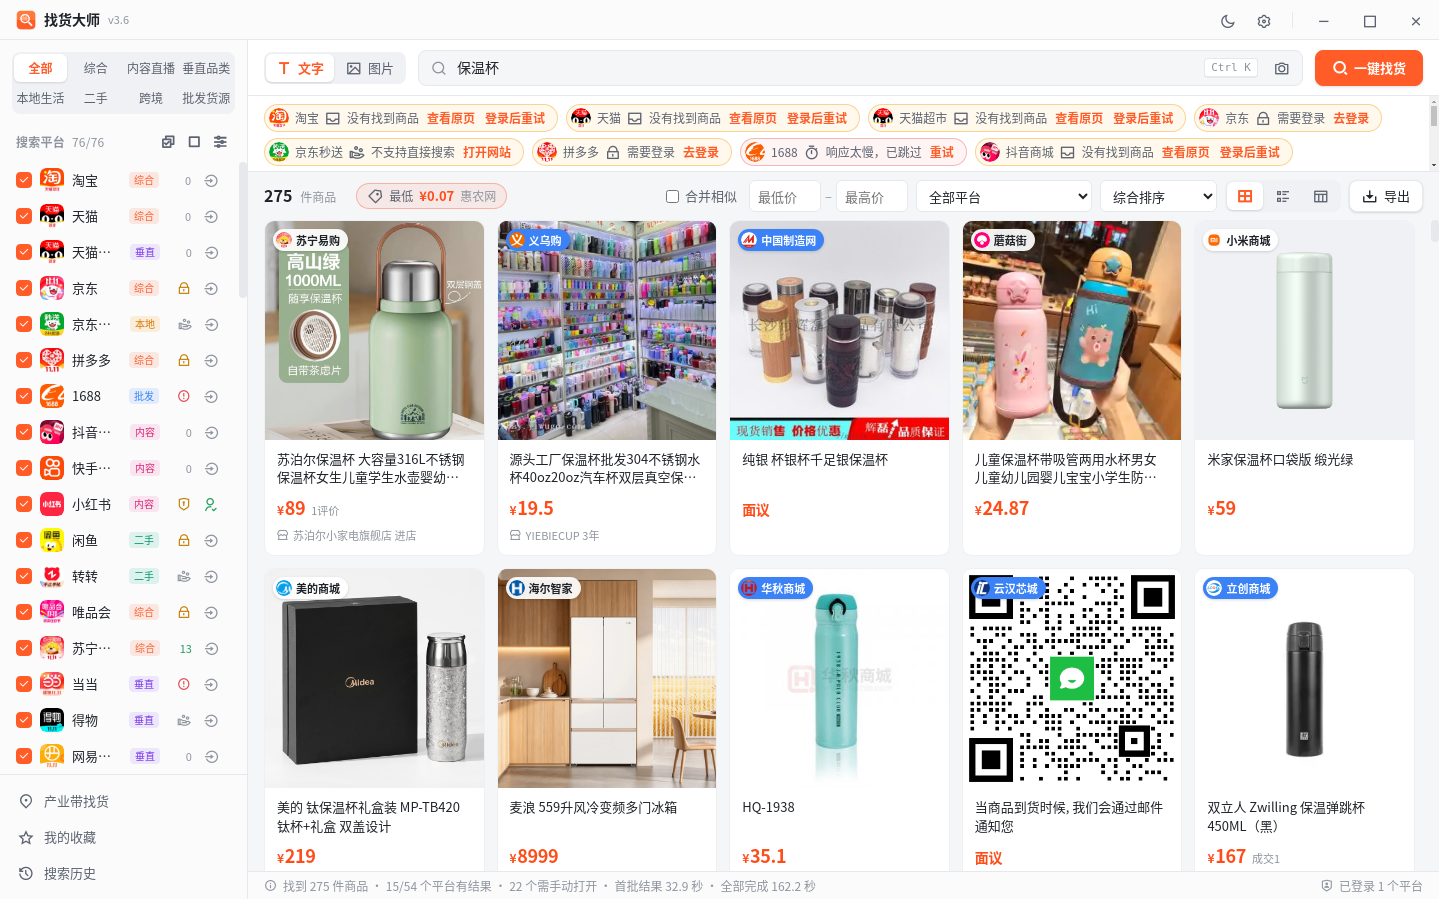 找货大师 v3.6
全部 综合 内容直播 垂直品类
本地生活 二手 跨境 批发货源
搜索平台 76/76
淘宝 综合 0
天猫 综合 0
天猫… 垂直 0
京东 综合
京东… 本地
拼多多 综合
1688 批发
抖音… 内容 0
快手… 内容 0
小红书 内容
闲鱼 二手
转转 二手
唯品会 综合
苏宁… 综合 13
当当 垂直
得物 垂直
网易… 垂直 0
产业带找货
我的收藏
搜索历史
文字 图片 保温杯 Ctrl K 一键找货
淘宝 没有找到商品 查看原页 登录后重试 天猫 没有找到商品 查看原页 登录后重试 天猫超市 没有找到商品 查看原页 登录后重试 京东 需要登录 去登录
京东秒送 不支持直接搜索 打开网站 拼多多 需要登录 去登录 1688 响应太慢，已跳过 重试 抖音商城 没有找到商品 查看原页 登录后重试
275 件商品 最低 ¥0.07 惠农网 合并相似 最低价 – 最高价 全部平台 综合排序 导出
苏宁易购
高山绿
1000ML
随享保温杯
双层钢盖
自带茶虑片
苏泊尔保温杯 大容量316L不锈钢
保温杯女生儿童学生水壶婴幼…
¥89 1评价
苏泊尔小家电旗舰店 进店
义乌购
源头工厂保温杯批发304不锈钢水
杯40oz20oz汽车杯双层真空保…
¥19.5
YIEBIECUP 3年
中国制造网
现货销售 价格优惠 辉磊 品质保证
纯银 杯银杯千足银保温杯
面议
蘑菇街
Hi
儿童保温杯带吸管两用水杯男女
儿童幼儿园婴儿宝宝小学生防…
¥24.87
小米商城
米家保温杯口袋版 缎光绿
¥59
美的商城
Midea
Midea
美的 钛保温杯礼盒装 MP-TB420
钛杯+礼盒 双盖设计
¥219
海尔智家
麦浪 559升风冷变频多门冰箱
¥8999
华秋商城
华秋商城
HQ-1938
¥35.1
云汉芯城
当商品到货时候, 我们会通过邮件
通知您
面议
立创商城
双立人 Zwilling 保温弹跳杯
450ML（黑）
¥167 成交1
找到 275 件商品 · 15/54 个平台有结果 · 22 个需手动打开 · 首批结果 32.9 秒 · 全部完成 162.2 秒 已登录 1 个平台